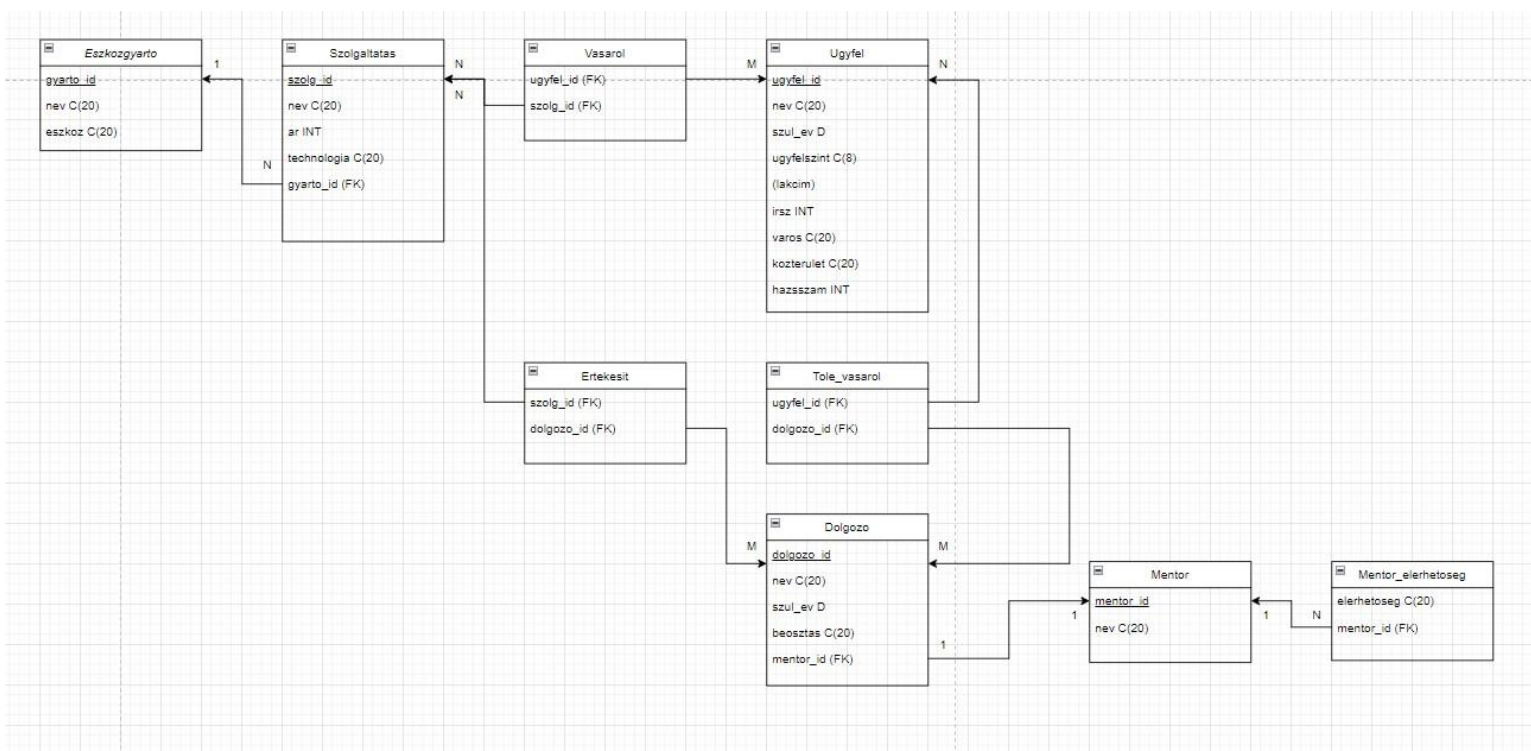 Eszkozgyarto
gyarto_id
nev C(20)
eszkoz C(20)
1
N
Szolgaltatas
szolg_id
nev C(20)
ar INT
technologia C(20)
gyarto_id (FK)
N
N
Vasarol
ugyfel_id (FK)
szolg_id (FK)
M
Ugyfel
ugyfel_id
nev C(20)
szul_ev D
ugyfelszint C(8)
(lakcim)
irsz INT
varos C(20)
kozterulet C(20)
hazsszam INT
N
Ertekesit
szolg_id (FK)
dolgozo_id (FK)
Tole_vasarol
ugyfel_id (FK)
dolgozo_id (FK)
M
Dolgozo
dolgozo_id
nev C(20)
szul_ev D
beosztas C(20)
mentor_id (FK)
M
1
1
Mentor
mentor_id
nev C(20)
1
N
Mentor_elerhetoseg
elerhetoseg C(20)
mentor_id (FK)